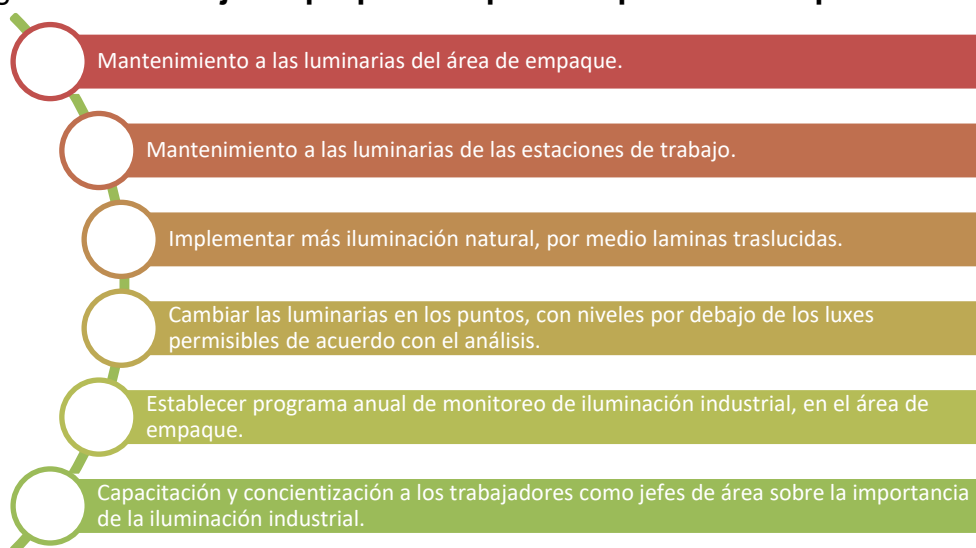 Mantenimiento a las luminarias del área de empaque.
Mantenimiento a las luminarias de las estaciones de trabajo.
Implementar más iluminación natural, por medio laminas traslucidas.
Cambiar las luminarias en los puntos, con niveles por debajo de los luxes
permisibles de acuerdo con el análisis.
Establecer programa anual de monitoreo de iluminación industrial, en el área de
empaque.
Capacitación y concientización a los trabajadores como jefes de área sobre la importancia
de la iluminación industrial.